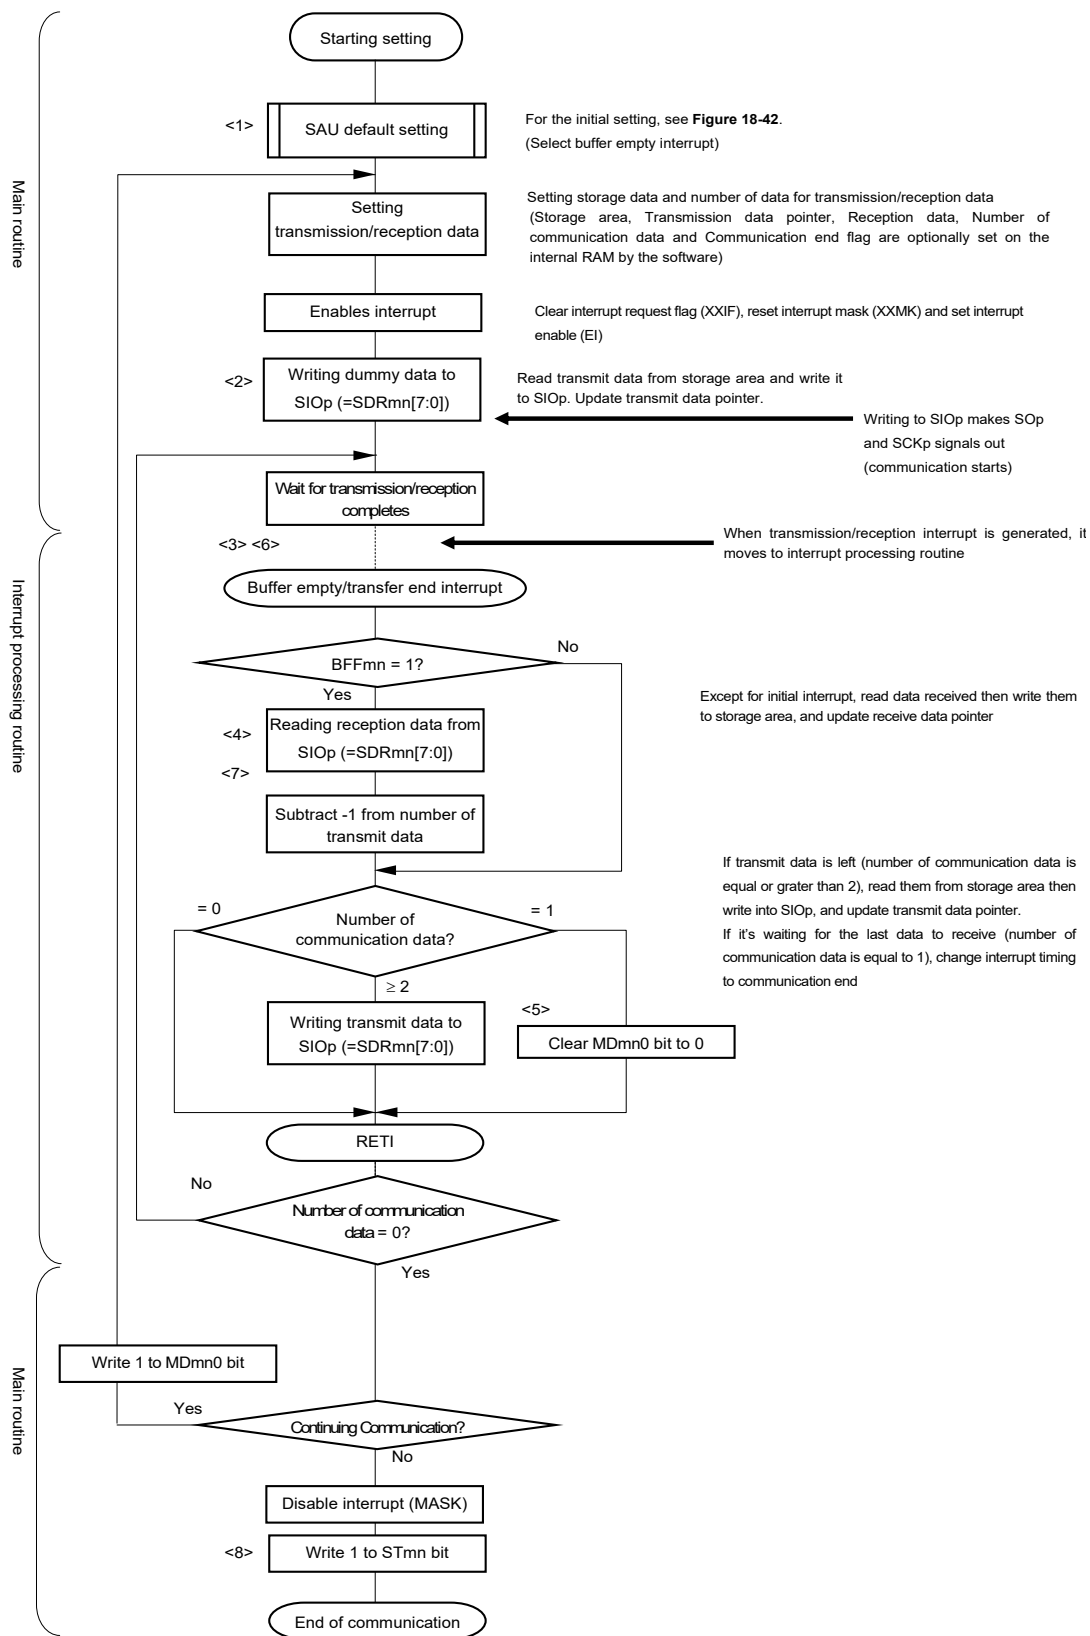 Main routine
Starting setting
<1>
SAU default setting
For the initial setting, see Figure 18-42.
(Select buffer empty interrupt)
Setting
transmission/reception data
Setting storage data and number of data for transmission/reception data
(Storage area, Transmission data pointer, Reception data, Number of
communication data and Communication end flag are optionally set on the
internal RAM by the software)
Enables interrupt
Clear interrupt request flag (XXIF), reset interrupt mask (XXMK) and set interrupt
enable (EI)
<2>
Writing dummy data to
SIOp (=SDRmn[7:0])
Read transmit data from storage area and write it
to SIOp. Update transmit data pointer.
Writing to SIOp makes SOp
and SCKp signals out
(communication starts)
Wait for transmission/reception
completes
Interrupt processing routine
<3> <6>
When transmission/reception interrupt is generated, it
moves to interrupt processing routine
Buffer empty/transfer end interrupt
BFFmn = 1?
No
Yes
<4>
Reading reception data from
SIOp (=SDRmn[7:0])
<7>
Except for initial interrupt, read data received then write them
to storage area, and update receive data pointer
Subtract -1 from number of
transmit data
= 0
Number of
communication data?
= 1
≥ 2
If transmit data is left (number of communication data is
equal or grater than 2), read them from storage area then
write into SIOp, and update transmit data pointer.
If it's waiting for the last data to receive (number of
communication data is equal to 1), change interrupt timing
to communication end
Writing transmit data to
SIOp (=SDRmn[7:0])
<5>
Clear MDmn0 bit to 0
RETI
No
Number of communication
data = 0?
Yes
Main routine
Write 1 to MDmn0 bit
Yes
Continuing Communication?
No
Disable interrupt (MASK)
<8>
Write 1 to STmn bit
End of communication